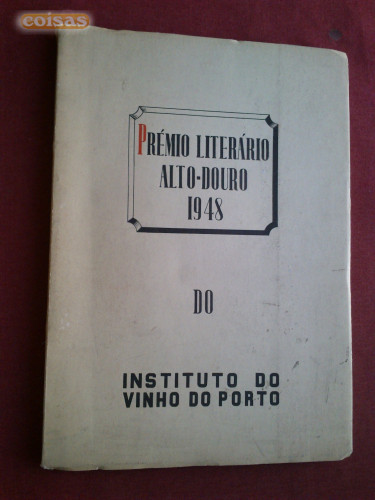 coisas
PRÉMIO LITERÁRIO
ALTO-DOURO
1948
DO
INSTITUTO DO
VINHO DO PORTO